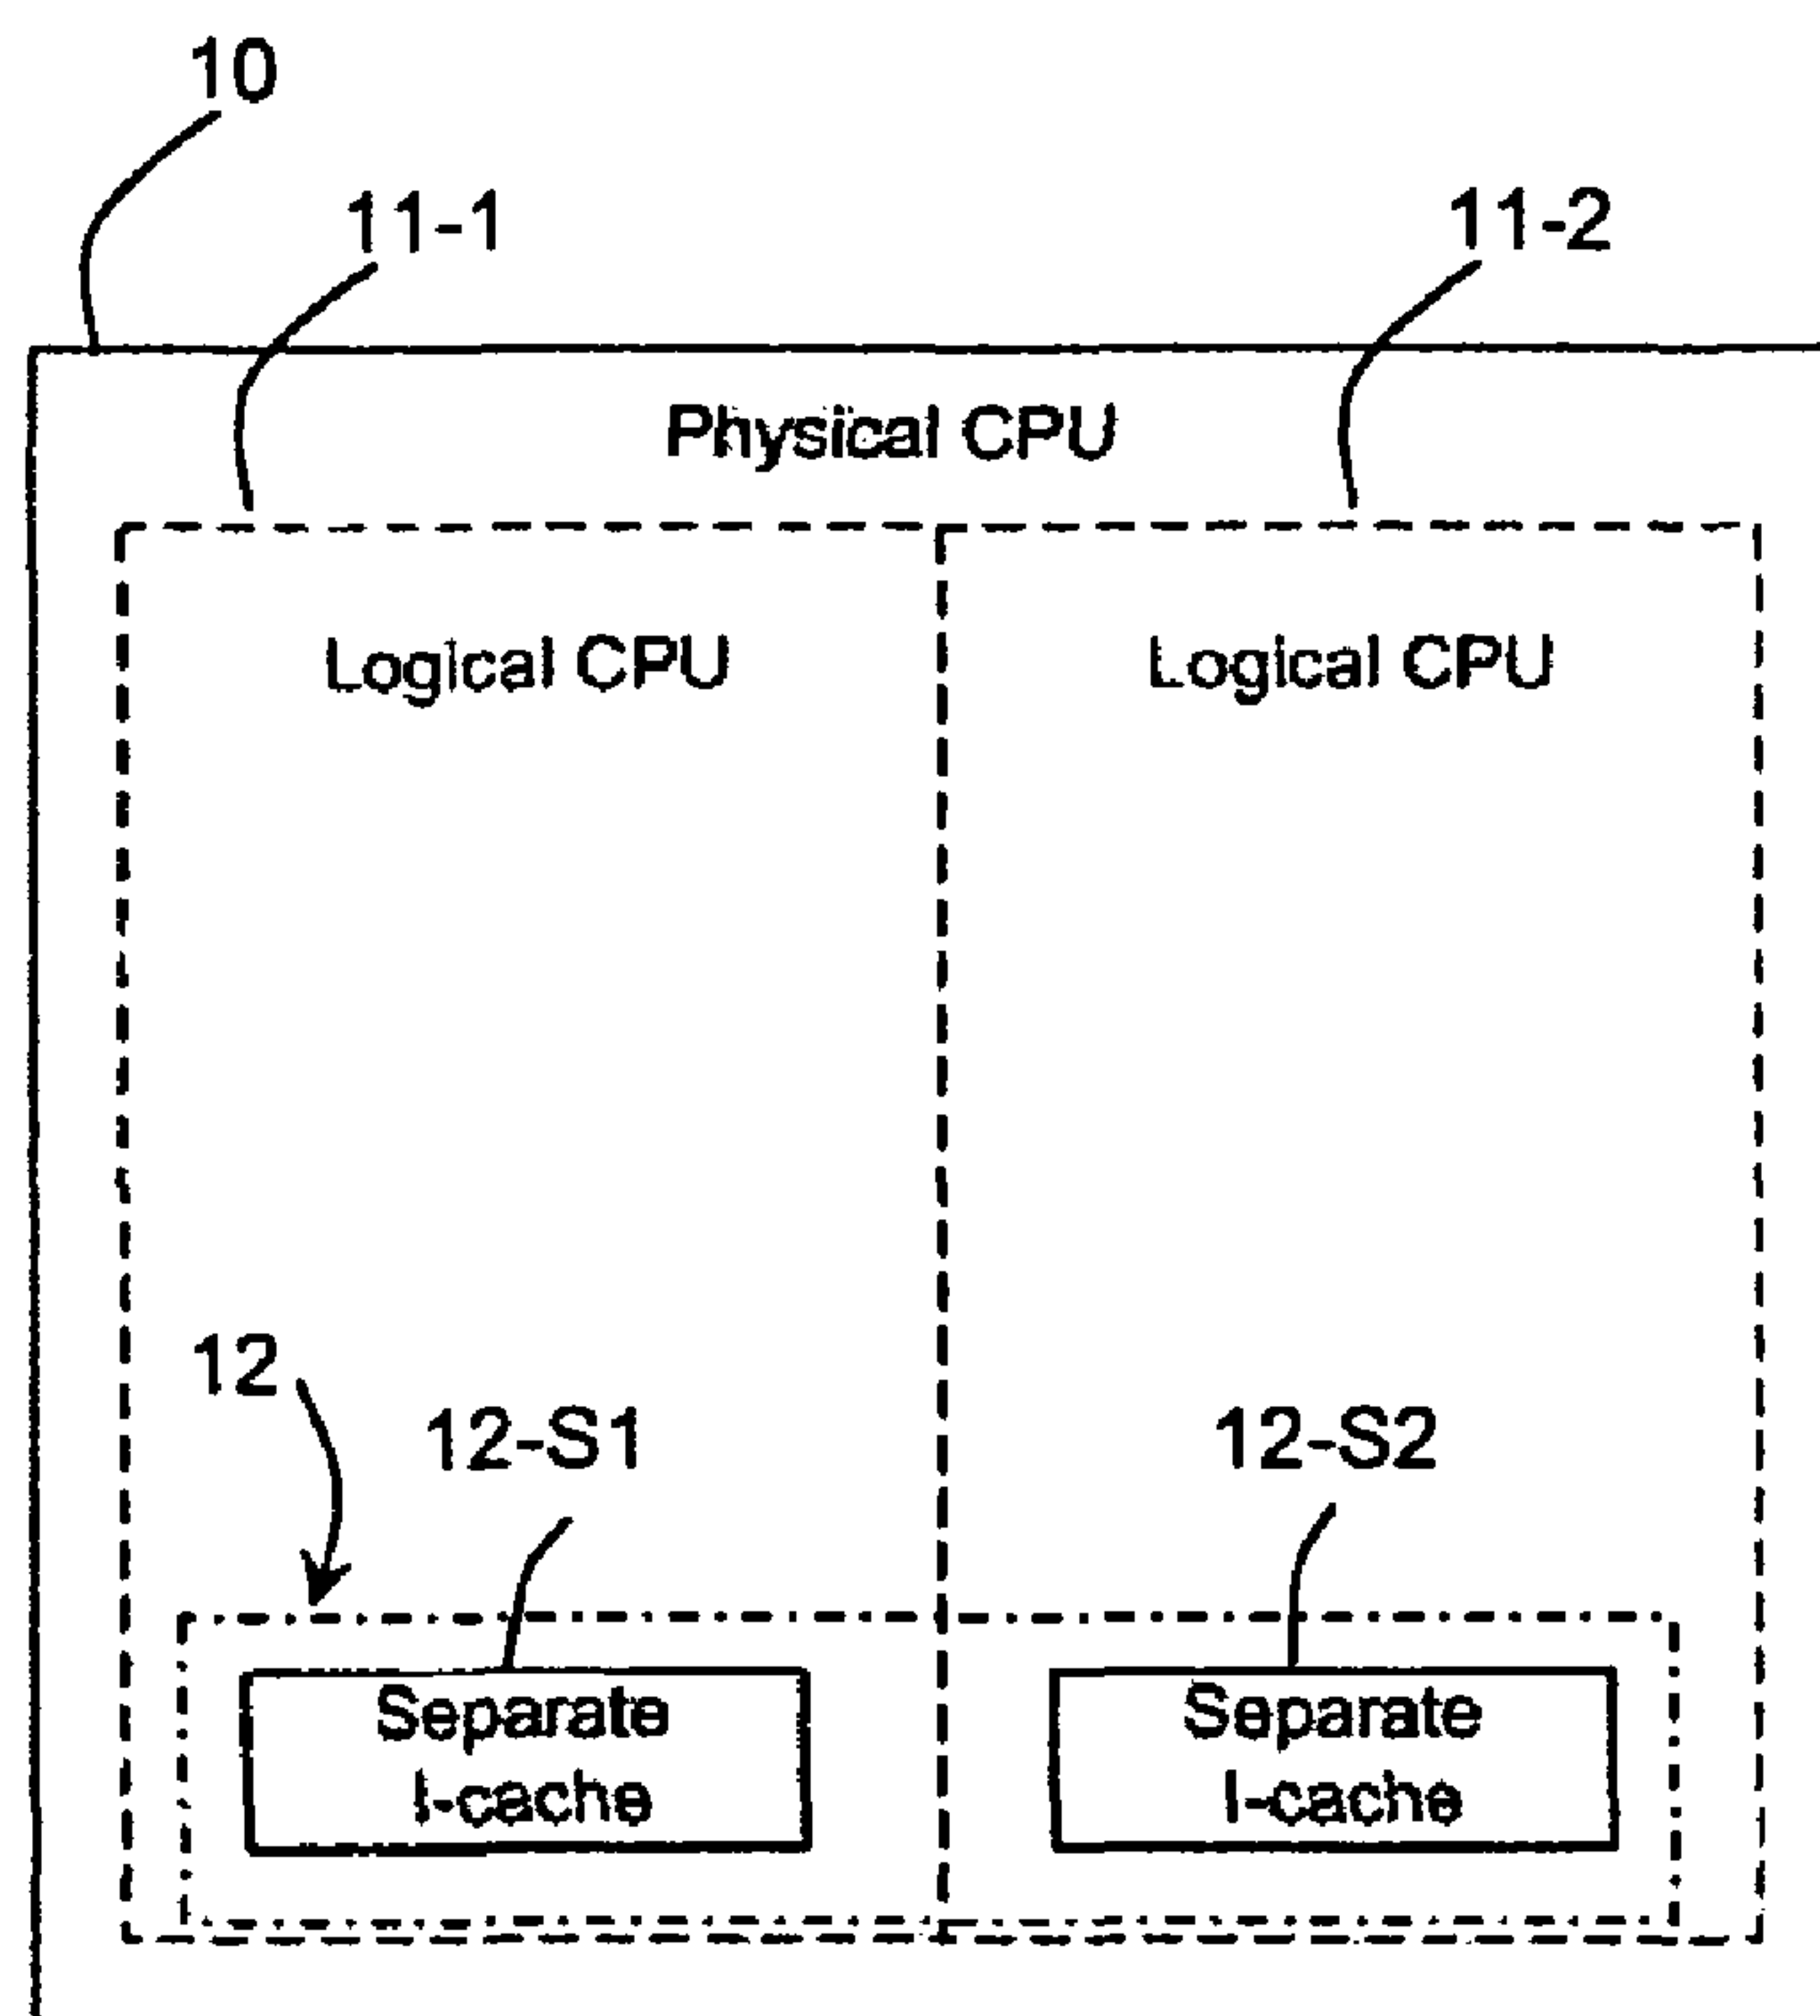 10
11-1
11-2
Physical CPU
Logical CPU
Logical CPU
12
12-S1
12-S2
Separate
I-cache
Separate
I-cache